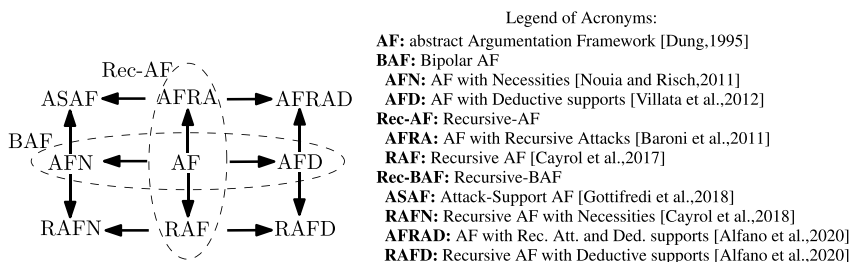 Rec-AF
ASAF AFRA AFRAD
BAF
AFN AF AFD
RAFN RAF RAFD
Legend of Acronyms:
AF: abstract Argumentation Framework [Dung,1995]
BAF: Bipolar AF
AFN: AF with Necessities [Nouia and Risch,2011]
AFD: AF with Deductive supports [Villata et al.,2012]
Rec-AF: Recursive-AF
AFRA: AF with Recursive Attacks [Baroni et al.,2011]
RAF: Recursive AF [Cayrol et al.,2017]
Rec-BAF: Recursive-BAF
ASAF: Attack-Support AF [Gottifredi et al.,2018]
RAFN: Recursive AF with Necessities [Cayrol et al.,2018]
AFRAD: AF with Rec. Att. and Ded. supports [Alfano et al.,2020]
RAFD: Recursive AF with Deductive supports [Alfano et al.,2020]